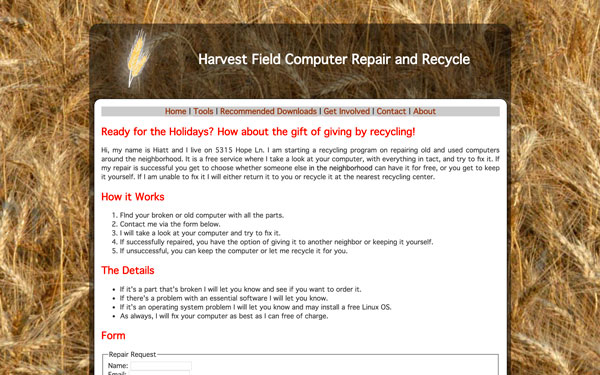 Harvest Field Computer Repair and Recycle
Home | Tools | Recommended Downloads | Get Involved | Contact | About
Ready for the Holidays? How about the gift of giving by recycling!
Hi, my name is Hiatt and I live on 5315 Hope Ln. I am starting a recycling program on repairing old and used computers
around the neighborhood. It is a free service where I take a look at your computer, with everything in tact, and try to fix it. If
my repair is successful you get to choose whether someone else in the neighborhood can have it for free, or you get to keep
it yourself. If I am unable to fix it I will either return it to you or recycle it at the nearest recycling center.
How it Works
1. Find your broken or old computer with all the parts.
2. Contact me via the form below.
3. I will take a look at your computer and try to fix it.
4. If successfully repaired, you have the option of giving it to another neighbor or keeping it yourself.
5. If unsuccessful, you can keep the computer or let me recycle it for you.
The Details
• If it's a part that's broken I will let you know and see if you want to order it.
• If there's a problem with an essential software I will let you know.
• If it's an operating system problem I will let you know and may install a free Linux OS.
• As always, I will fix your computer as best as I can free of charge.
Form
Repair Request
Name:
Email: